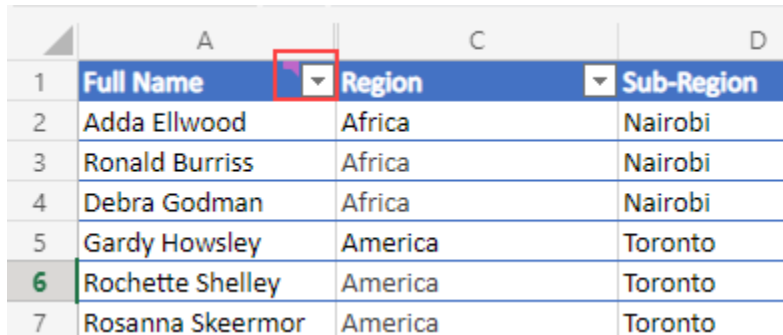 A C D
1 Full Name Region Sub-Region
2 Adda Ellwood Africa Nairobi
3 Ronald Burriss Africa Nairobi
4 Debra Godman Africa Nairobi
5 Gardy Howsley America Toronto
6 Rochette Shelley America Toronto
7 Rosanna Skeermor America Toronto